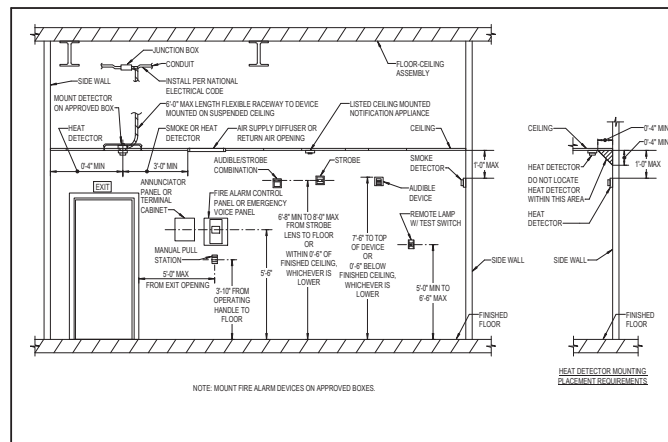 JUNCTION BOX
CONDUIT
FLOOR-CEILING
ASSEMBLY
SIDE WALL
INSTALL PER NATIONAL
ELECTRICAL CODE
MOUNT DETECTOR
ON APPROVED BOX
6'-0" MAX LENGTH FLEXIBLE RACEWAY TO DEVICE
MOUNTED ON SUSPENDED CEILING
LISTED CEILING MOUNTED
NOTIFICATION APPLIANCE
HEAT
DETECTOR
SMOKE OR HEAT
DETECTOR
AIR SUPPLY DIFFUSER OR
RETURN AIR OPENING
CEILING
0'-4" MIN
3'-0" MIN
AUDIBLE/STROBE
COMBINATION
STROBE
SMOKE
DETECTOR
1'-0" MAX
EXIT
ANNUNCIATOR
PANEL OR
TERMINAL
CABINET
FIRE ALARM CONTROL
PANEL OR EMERGENCY
VOICE PANEL
6'-8" MIN TO 8'-0" MAX
FROM STROBE
LENS TO FLOOR
OR
WITHIN 0'-6" OF
FINISHED CEILING,
WHICHEVER IS
LOWER
AUDIBLE
DEVICE
7'-6" TO TOP
OF DEVICE
OR
0'-6" BELOW
FINISHED CEILING,
WHICHEVER IS
LOWER
REMOTE LAMP
W/ TEST SWITCH
MANUAL PULL
STATION
5'-0" MAX
FROM EXIT OPENING
3'-10" FROM
OPERATING
HANDLE TO
FLOOR
5'-6"
5'-0" MIN TO
6'-6" MAX
SIDE WALL
FINISHED
FLOOR
NOTE: MOUNT FIRE ALARM DEVICES ON APPROVED BOXES.
CEILING
0'-4" MIN
0'-4" MIN
1'-0" MAX
HEAT DETECTOR
DO NOT LOCATE
HEAT DETECTOR
WITHIN THIS AREA
HEAT
DETECTOR
SIDE WALL
FINISHED
FLOOR
HEAT DETECTOR MOUNTING
PLACEMENT REQUIREMENTS